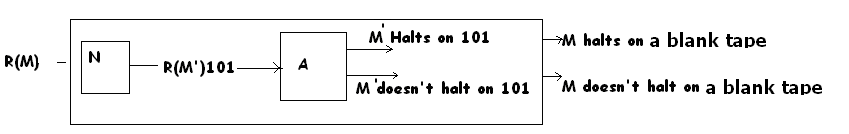 R(M)
N
R(M')101
A
M' Halts on 101
M'doesn't halt on 101
M halts on a blank tape
M doesn't halt on a blank tape